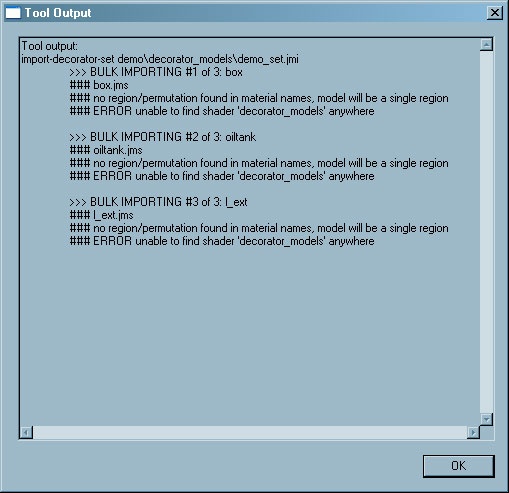 Tool Output
Tool output:
import-decorator-set demo\decorator_models\demo_set.jmi
>>> BULK IMPORTING #1 of 3: box
### box.jms
### no region/permutation found in material names, model will be a single region
### ERROR unable to find shader 'decorator_models' anywhere
>>> BULK IMPORTING #2 of 3: oiltank
### oiltank.jms
### no region/permutation found in material names, model will be a single region
### ERROR unable to find shader 'decorator_models' anywhere
>>> BULK IMPORTING #3 of 3: l_ext
### l_ext.jms
### no region/permutation found in material names, model will be a single region
### ERROR unable to find shader 'decorator_models' anywhere
OK